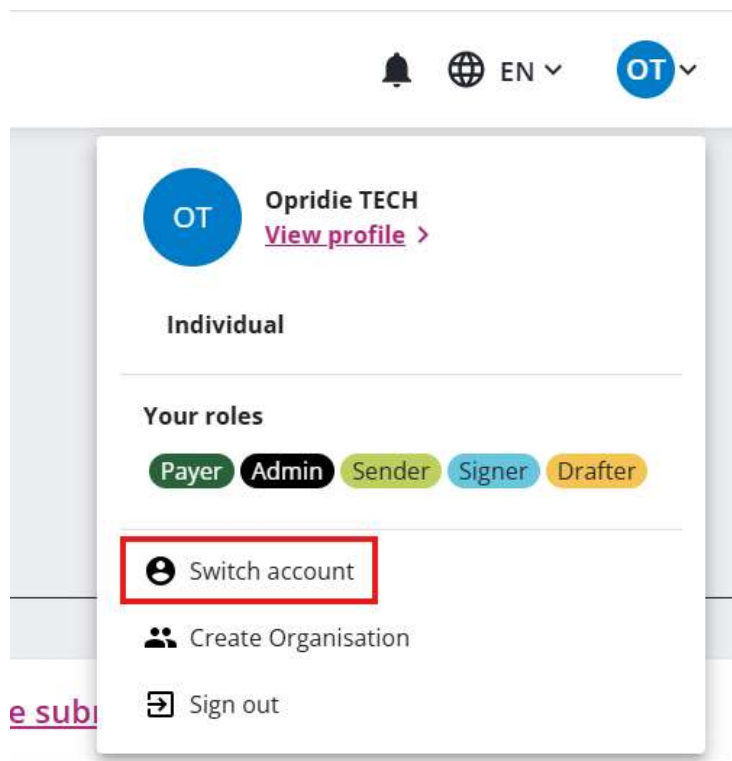 EN
OT
OT
Opridie TECH
View profile >
Individual
Your roles
Payer Admin Sender Signer Drafter
Switch account
Create Organisation
Sign out